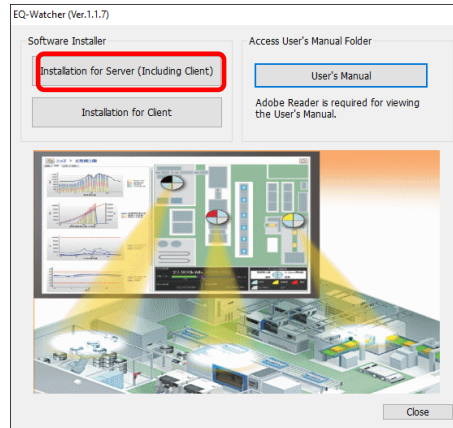 EQ-Watcher (Ver.1.1.7)
Software Installer
Installation for Server (Including Client)
Installation for Client
Access User's Manual Folder
User's Manual
Adobe Reader is required for viewing
the User's Manual.
Close